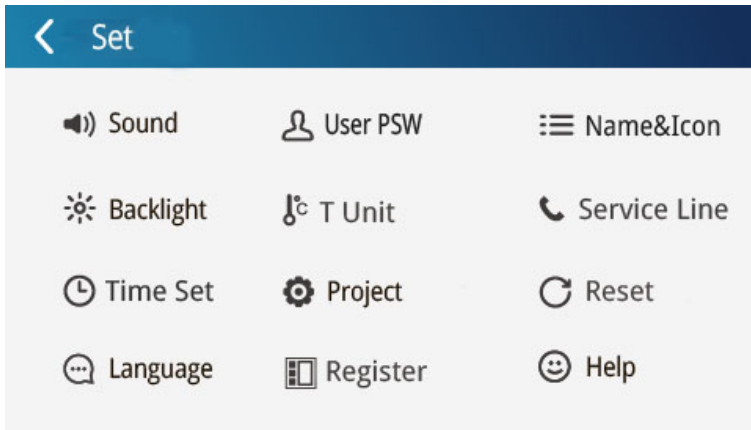 Set
Sound
User PSW
Name&Icon
Backlight
T Unit
Service Line
Time Set
Project
Reset
Language
Register
Help